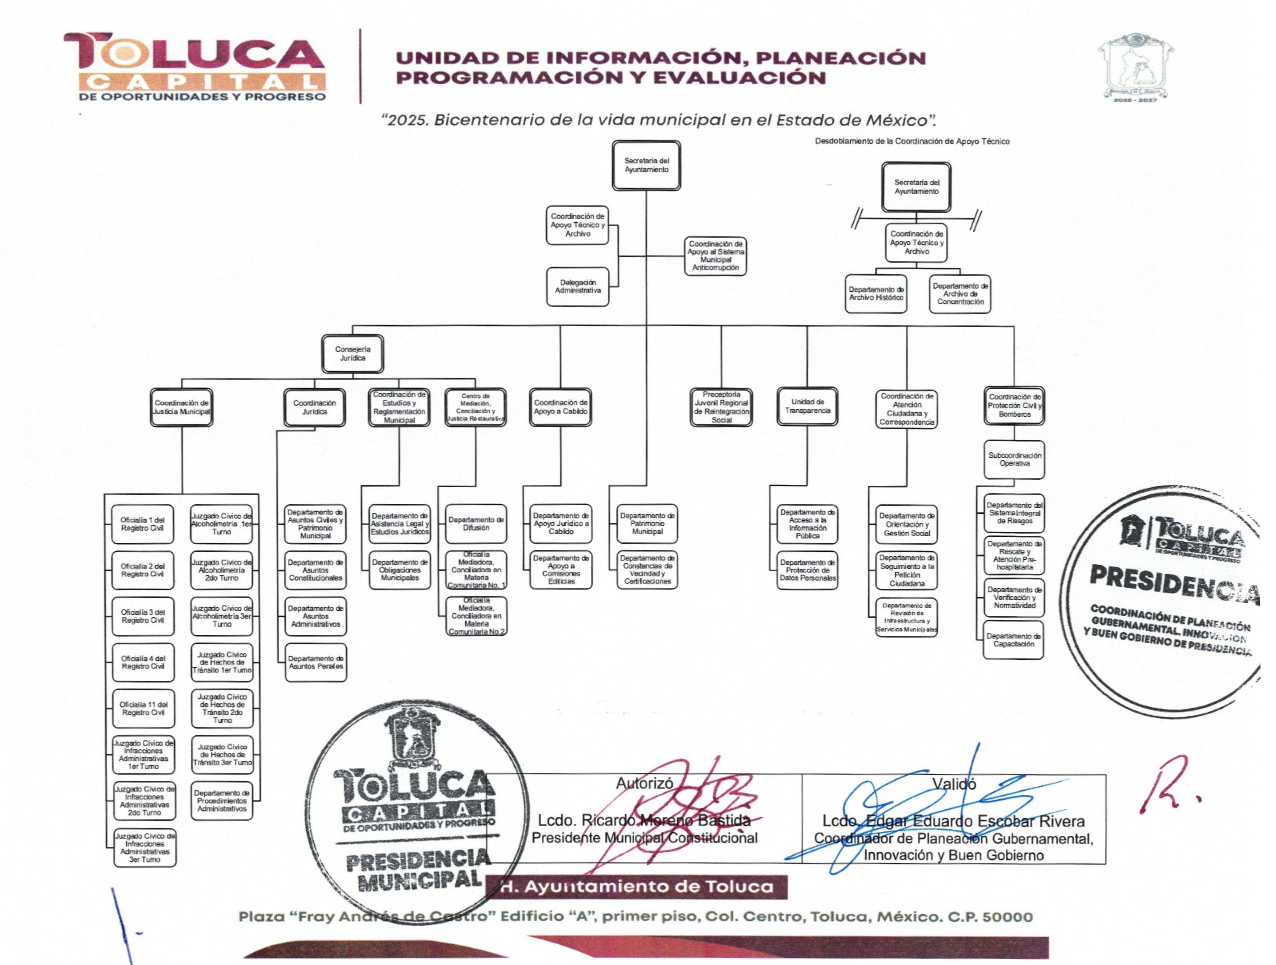 TOLUCA
CAPITAL
DE OPORTUNIDADES Y PROGRESO
UNIDAD DE INFORMACIÓN, PLANEACIÓN
PROGRAMACIÓN Y EVALUACIÓN
2025 - 2027
“2025. Bicentenario de la vida municipal en el Estado de México”.
Desdoblamiento de la Coordinación de Apoyo Técnico
Secretaría del
Ayuntamiento
Coordinación de
Apoyo Técnico y
Archivo
Coordinación de
Apoyo al Sistema
Municipal
Anticorrupción
Delegación
Administrativa
Secretaría del
Ayuntamiento
Coordinación de
Apoyo Técnico y
Archivo
Departamento de
Archivo Histórico
Departamento de
Archivo de
Concentración
Consejería
Jurídica
Coordinación de
Justicia Municipal
Coordinación
Jurídica
Coordinación de
Estudios y
Reglamentación
Municipal
Centro de
Mediación,
Conciliación y
Justicia Restaurativa
Coordinación de
Apoyo a Cabildo
Preceptoría
Juvenil Regional
de Reintegración
Social
Unidad de
Transparencia
Coordinación de
Atención
Ciudadana y
Correspondencia
Coordinación de
Protección Civil y
Bomberos
Subcoordinación
Operativa
Oficialía 1 del
Registro Civil
Oficialía 2 del
Registro Civil
Oficialía 3 del
Registro Civil
Oficialía 4 del
Registro Civil
Oficialía 11 del
Registro Civil
Juzgado Cívico de
Infracciones
Administrativas
1er Turno
Juzgado Cívico de
Infracciones
Administrativas
2do Turno
Juzgado Cívico de
Infracciones
Administrativas
3er Turno
Juzgado Cívico de
Alcoholimetría 1er
Turno
Juzgado Cívico de
Alcoholimetría
2do Turno
Juzgado Cívico de
Alcoholimetría 3er
Turno
Juzgado Cívico
de Hechos de
Tránsito 1er Turno
Juzgado Cívico
de Hechos de
Tránsito 2do
Turno
Juzgado Cívico
de Hechos de
Tránsito 3er Turno
Departamento de
Procedimientos
Administrativos
Departamento de
Asuntos Civiles y
Patrimonio
Municipal
Departamento de
Asuntos
Constitucionales
Departamento de
Asuntos
Administrativos
Departamento de
Asuntos Penales
Departamento de
Asistencia Legal y
Estudios Jurídicos
Departamento de
Obligaciones
Municipales
Departamento de
Difusión
Oficialía
Mediadora,
Conciliadora en
Materia
Comunitaria No. 1
Oficialía
Mediadora,
Conciliadora en
Materia
Comunitaria No.2
Departamento de
Apoyo Jurídico a
Cabildo
Departamento de
Apoyo a
Comisiones
Edilicias
Departamento de
Patrimonio
Municipal
Departamento de
Constancias de
Vecindad y
Certificaciones
Departamento de
Acceso a la
Información
Pública
Departamento de
Protección de
Datos Personales
Departamento de
Orientación y
Gestión Social
Departamento de
Seguimiento a la
Petición
Ciudadana
Departamento de
Revisión de
Infraestructura y
Servicios Municipales
Departamento de
Sistema Integral
de Riesgos
Departamento de
Rescate y
Atención Pre-
hospitalaria
Departamento de
Verificación y
Normatividad
Departamento de
Capacitación
TOLUCA
CAPITAL
DE OPORTUNIDADES Y PROGRESO
PRESIDENCIA
COORDINACIÓN DE PLANEACIÓN
GUBERNAMENTAL, INNOVACIÓN
Y BUEN GOBIERNO DE PRESIDENCIA
TOLUCA
CAPITAL
DE OPORTUNIDADES Y PROGRESO
PRESIDENCIA
MUNICIPAL
Autorizó
Lcdo. Ricardo Moreno Bastida
Presidente Municipal Constitucional
Validó
Lcdo. Edgar Eduardo Escobar Rivera
Coordinador de Planeación Gubernamental,
Innovación y Buen Gobierno
R.
H. Ayuntamiento de Toluca
Plaza “Fray Andrés de Castro” Edificio “A”, primer piso, Col. Centro, Toluca, México. C.P. 50000